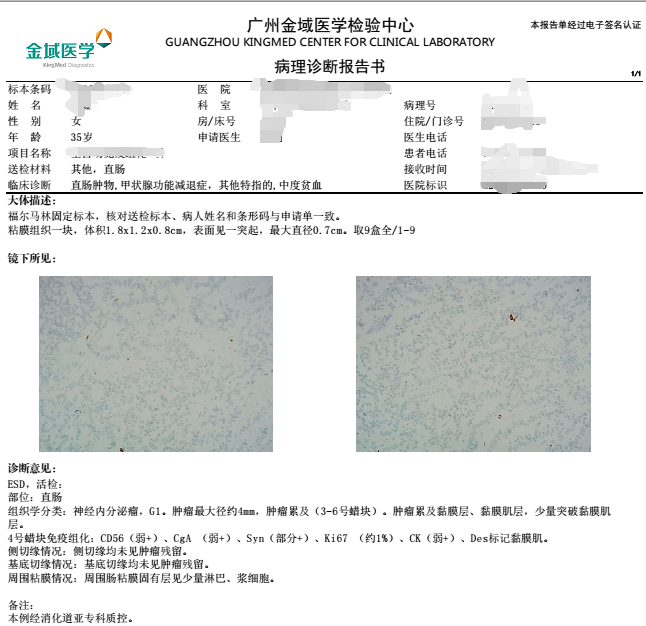 广州金域医学检验中心
本报告单经过电子签名认证
金域医学
KingMed Diagnostics
GUANGZHOU KINGMED CENTER FOR CLINICAL LABORATORY
病理诊断报告书
1/1
标本条码 医 院
姓 名 科 室 病理号
性 别 女 房/床号 住院/门诊号
年 龄 35岁 申请医生 医生电话
项目名称 患者电话
送检材料 其他,直肠 接收时间
临床诊断 直肠肿物,甲状腺功能减退症,其他特指的,中度贫血 医院标识
大体描述:
福尔马林固定标本，核对送检标本、病人姓名和条形码与申请单一致。
粘膜组织一块，体积1.8x1.2x0.8cm，表面见一突起，最大直径0.7cm。取9盒全/1-9
镜下所见:
诊断意见:
ESD，活检:
部位: 直肠
组织学分类: 神经内分泌瘤，G1。肿瘤最大径约4mm，肿瘤累及（3-6号蜡块）。肿瘤累及黏膜层、黏膜肌层，少量突破黏膜肌
层。
4号蜡块免疫组化: CD56（弱+）、CgA （弱+）、Syn（部分+）、Ki67 （约1%）、CK（弱+）、Des标记黏膜肌。
侧切缘情况: 侧切缘均未见肿瘤残留。
基底切缘情况: 基底切缘均未见肿瘤残留。
周围粘膜情况: 周围肠粘膜固有层见少量淋巴、浆细胞。
备注:
本例经消化道亚专科质控。